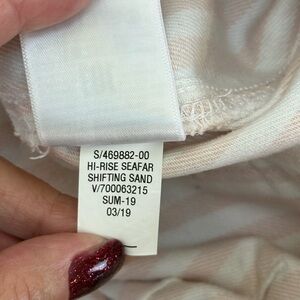 S/469882-00
HI-RISE SEAFAR
SHIFTING SAND
V/700063215
SUM-19
03/19